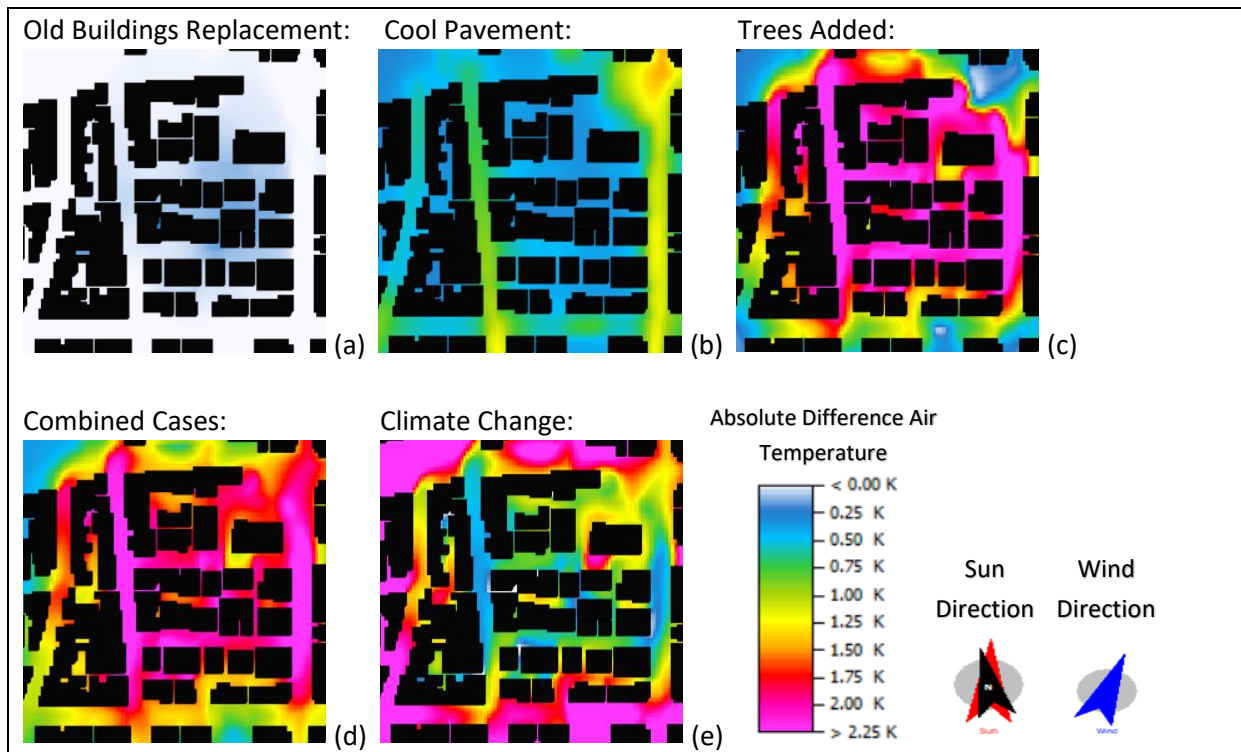 Old Buildings Replacement:
Cool Pavement:
Trees Added:
(a)
(b)
(c)
Combined Cases:
Climate Change:
(d)
(e)
Absolute Difference Air
Temperature
< 0.00 K
0.25 K
0.50 K
0.75 K
1.00 K
1.25 K
1.50 K
1.75 K
2.00 K
> 2.25 K
Sun
Direction
N
Sun
Wind
Direction
Wind